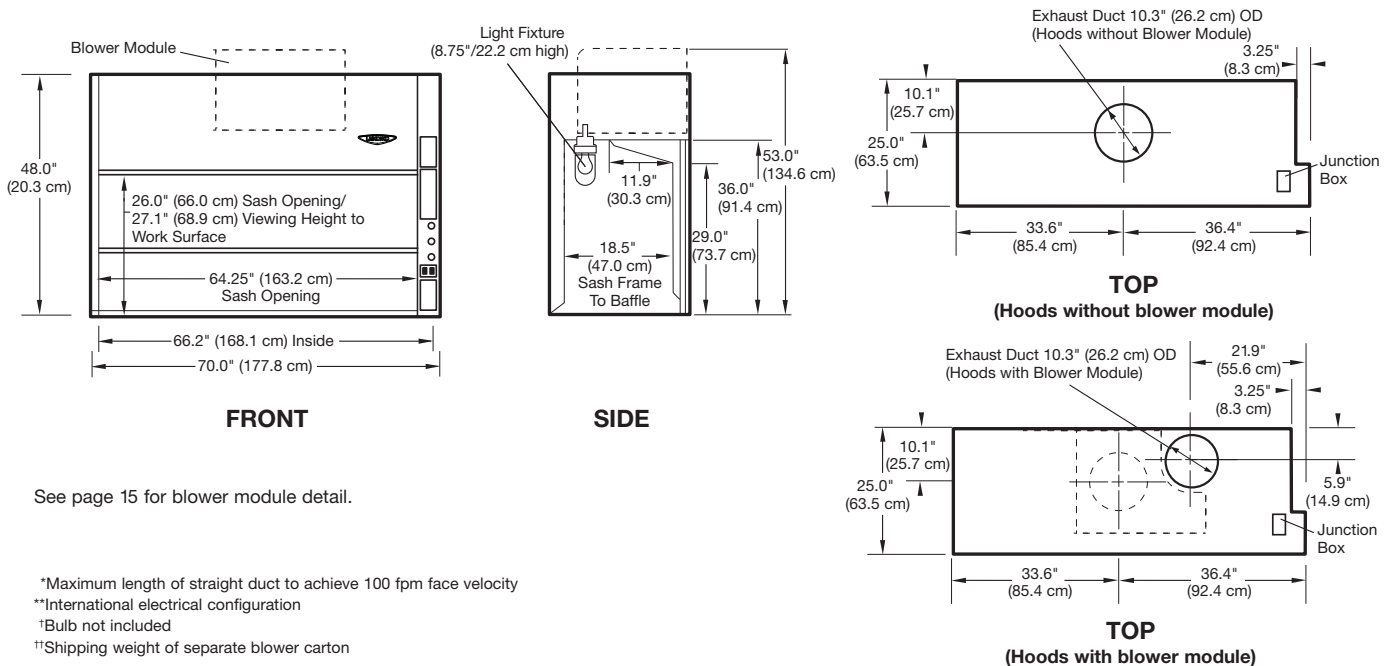 Blower Module
48.0"
(20.3 cm)
26.0" (66.0 cm) Sash Opening/
27.1" (68.9 cm) Viewing Height to
Work Surface
64.25" (163.2 cm)
Sash Opening
66.2" (168.1 cm) Inside
70.0" (177.8 cm)
FRONT
Light Fixture
(8.75"/22.2 cm high)
11.9"
(30.3 cm)
18.5"
(47.0 cm)
Sash Frame
To Baffle
53.0"
(134.6 cm)
36.0"
(91.4 cm)
29.0"
(73.7 cm)
SIDE
Exhaust Duct 10.3" (26.2 cm) OD
(Hoods without Blower Module)
3.25"
(8.3 cm)
10.1"
(25.7 cm)
25.0"
(63.5 cm)
Junction
Box
33.6"
(85.4 cm)
36.4"
(92.4 cm)
TOP
(Hoods without blower module)
Exhaust Duct 10.3" (26.2 cm) OD
(Hoods with Blower Module)
21.9"
(55.6 cm)
3.25"
(8.3 cm)
10.1"
(25.7 cm)
25.0"
(63.5 cm)
5.9"
(14.9 cm)
Junction
Box
33.6"
(85.4 cm)
36.4"
(92.4 cm)
TOP
(Hoods with blower module)
See page 15 for blower module detail.
*Maximum length of straight duct to achieve 100 fpm face velocity
**International electrical configuration
†Bulb not included
††Shipping weight of separate blower carton